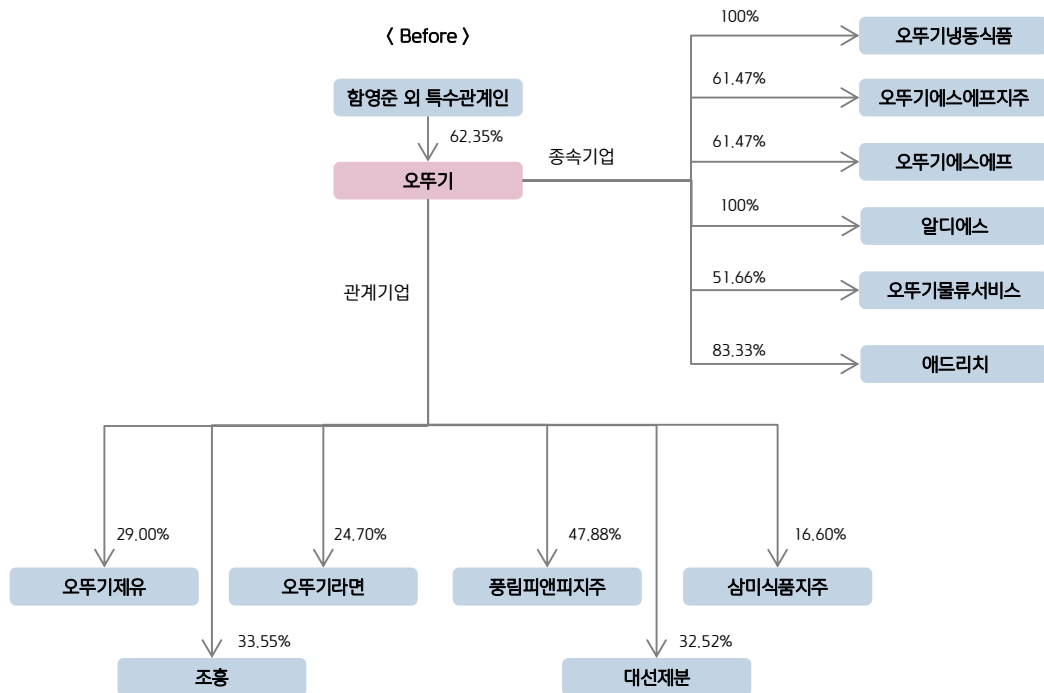 〈 Before 〉
함영준 외 특수관계인
62.35%
오뚜기
종속기업
100%
오뚜기냉동식품
61.47%
오뚜기에스에프지주
61.47%
오뚜기에스에프
100%
알디에스
51.66%
오뚜기물류서비스
83.33%
애드리치
관계기업
29.00%
오뚜기제유
33.55%
조흥
24.70%
오뚜기라면
47.88%
풍림피앤피지주
32.52%
대선제분
16.60%
삼미식품지주